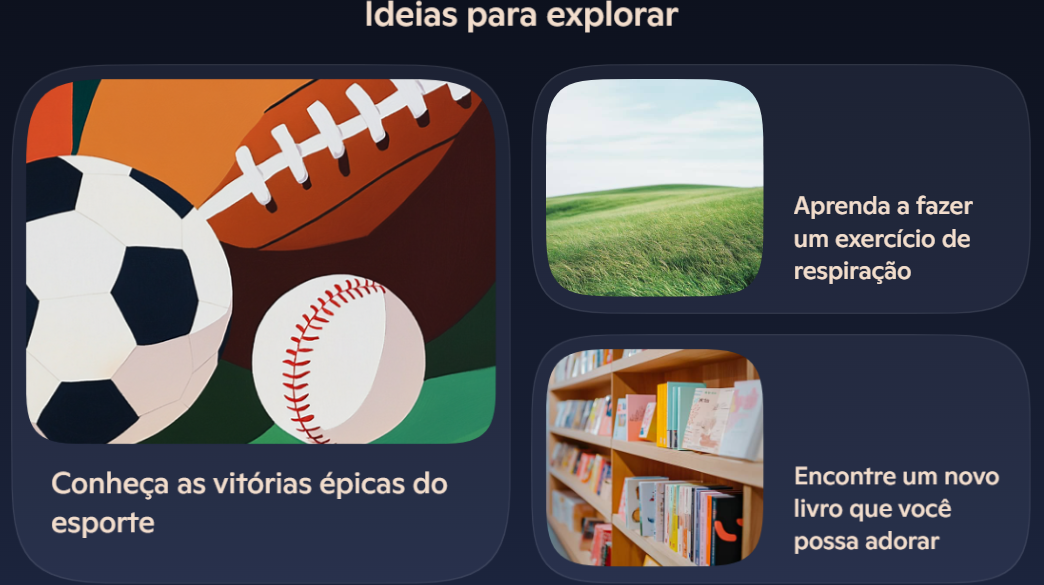 Ideias para explorar
Conheça as vitórias épicas do
esporte
Aprenda a fazer
um exercício de
respiração
Encontre um novo
livro que você
possa adorar